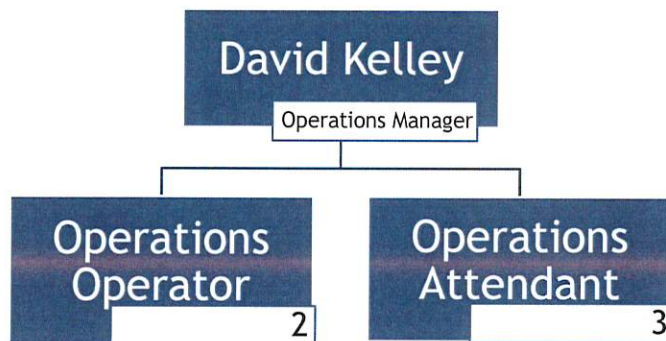 David Kelley
Operations Manager
Operations
Operator
2
Operations
Attendant
3